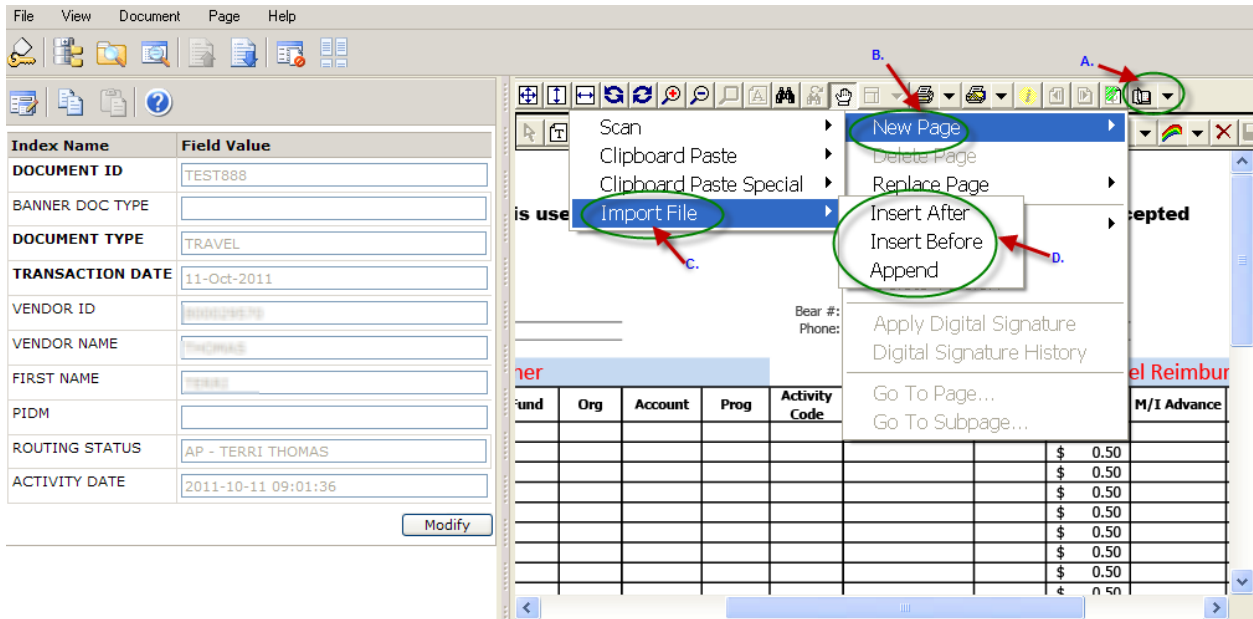 File View Document Page Help
B.
A.
Index Name Field Value
DOCUMENT ID TEST888
BANNER DOC TYPE
DOCUMENT TYPE TRAVEL
TRANSACTION DATE 11-Oct-2011
VENDOR ID
VENDOR NAME
FIRST NAME
PIDM
ROUTING STATUS AP - TERRI THOMAS
ACTIVITY DATE 2011-10-11 09:01:36
Modify
Scan
Clipboard Paste
Clipboard Paste Special
Import File
C.
New Page
Delete Page
Replace Page
Insert After
Insert Before
Append
D.
Apply Digital Signature
Digital Signature History
Go To Page...
Go To Subpage...
is use
cepted
Bear #:
Phone:
ner
el Reimbur
Fund Org Account Prog Activity Code M/I Advance
$ 0.50
$ 0.50
$ 0.50
$ 0.50
$ 0.50
$ 0.50
$ 0.50
$ 0.50